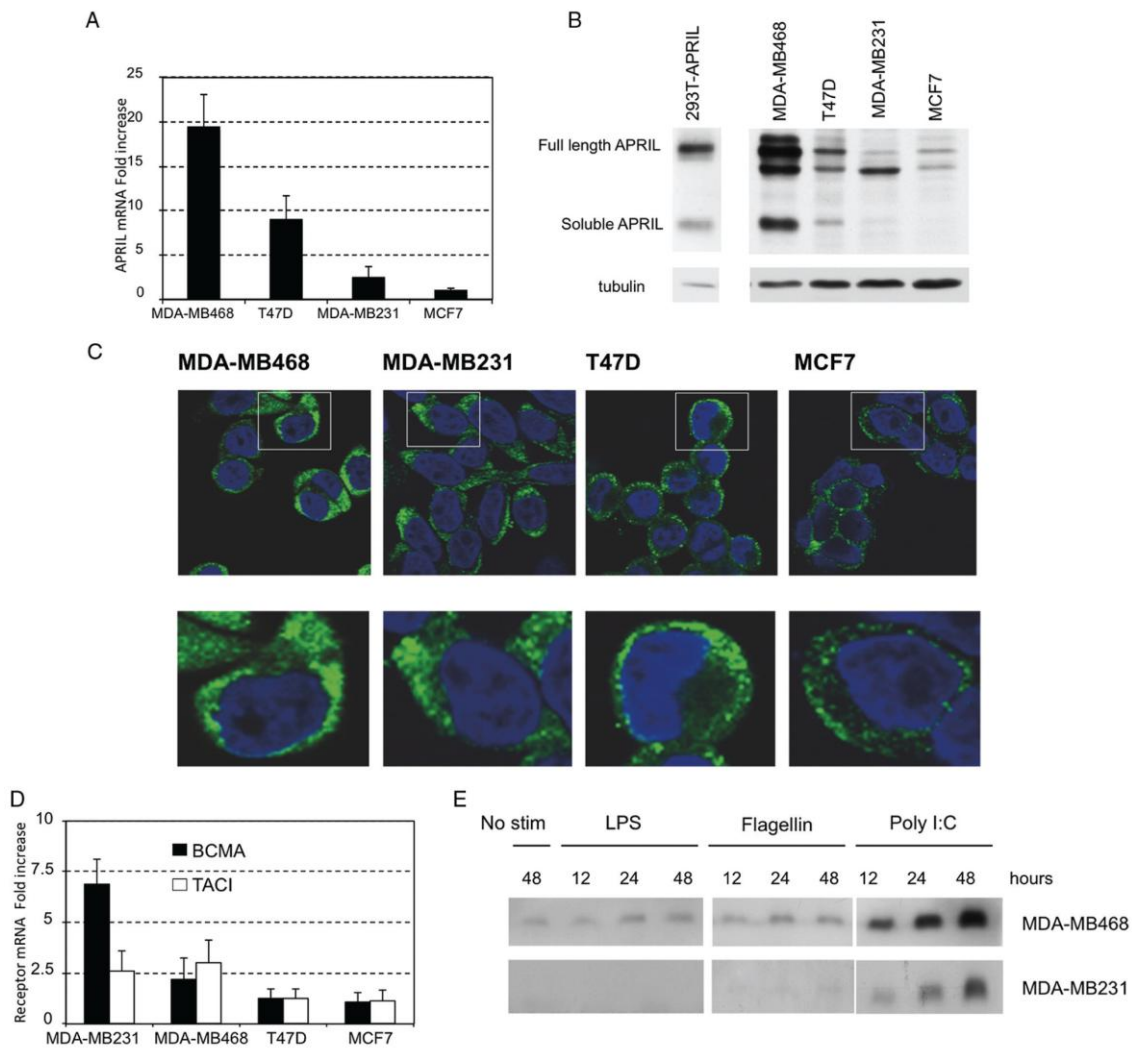 A
APRIL mRNA Fold increase
25
20
15
10
5
0
MDA-MB468 T47D MDA-MB231 MCF7
B
293T-APRIL
MDA-MB468
T47D
MDA-MB231
MCF7
Full length APRIL
Soluble APRIL
tubulin
C
MDA-MB468 MDA-MB231 T47D MCF7
D
Receptor mRNA Fold increase
10
7.5
5
2.5
0
BCMA
TACI
MDA-MB231 MDA-MB468 T47D MCF7
E
No stim LPS Flagellin Poly I:C
48 12 24 48 12 24 48 12 24 48 hours
MDA-MB468
MDA-MB231